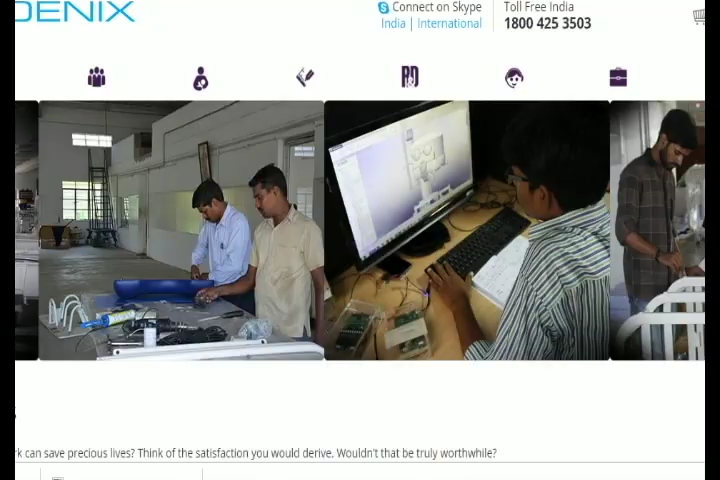 OENIX
Connect on Skype
India | International
Toll Free India
1800 425 3503
R&D
rk can save precious lives? Think of the satisfaction you would derive. Wouldn't that be truly worthwhile?